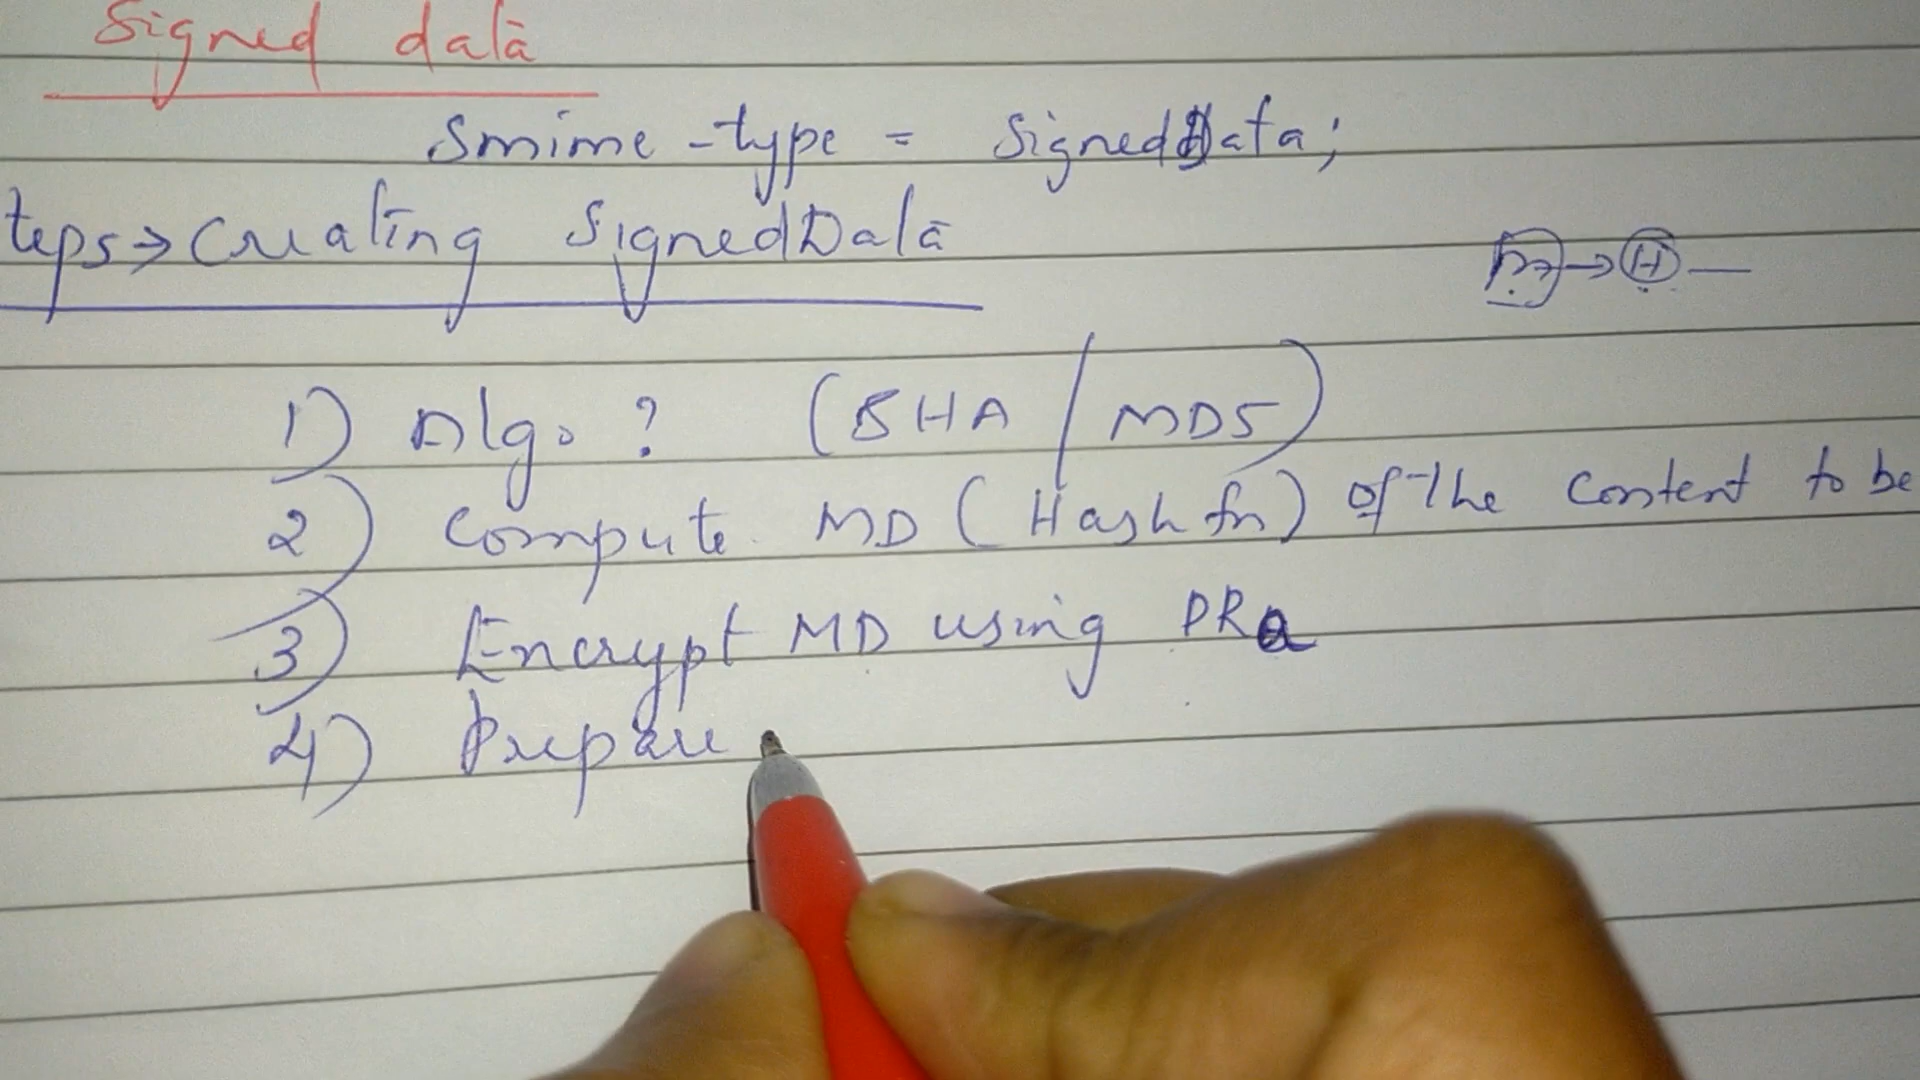 Signed data
Smime-type = SignedData;
teps→Creating SignedData
M→H
1) Algo? (SHA/MD5)
2) Compute MD (Hash fn) of the content to be
3) Encrypt MD using PRa
4) Prepare